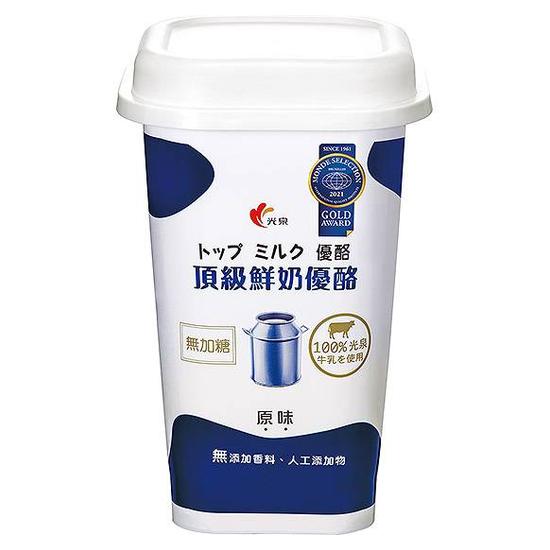 SINCE 1961
MONDE SELECTION
2021
GOLD
AWARD
光泉
トップ ミルク 優酪
頂級鮮奶優酪
無加糖
100%光泉
牛乳を使用
原味
無添加香料、人工添加物